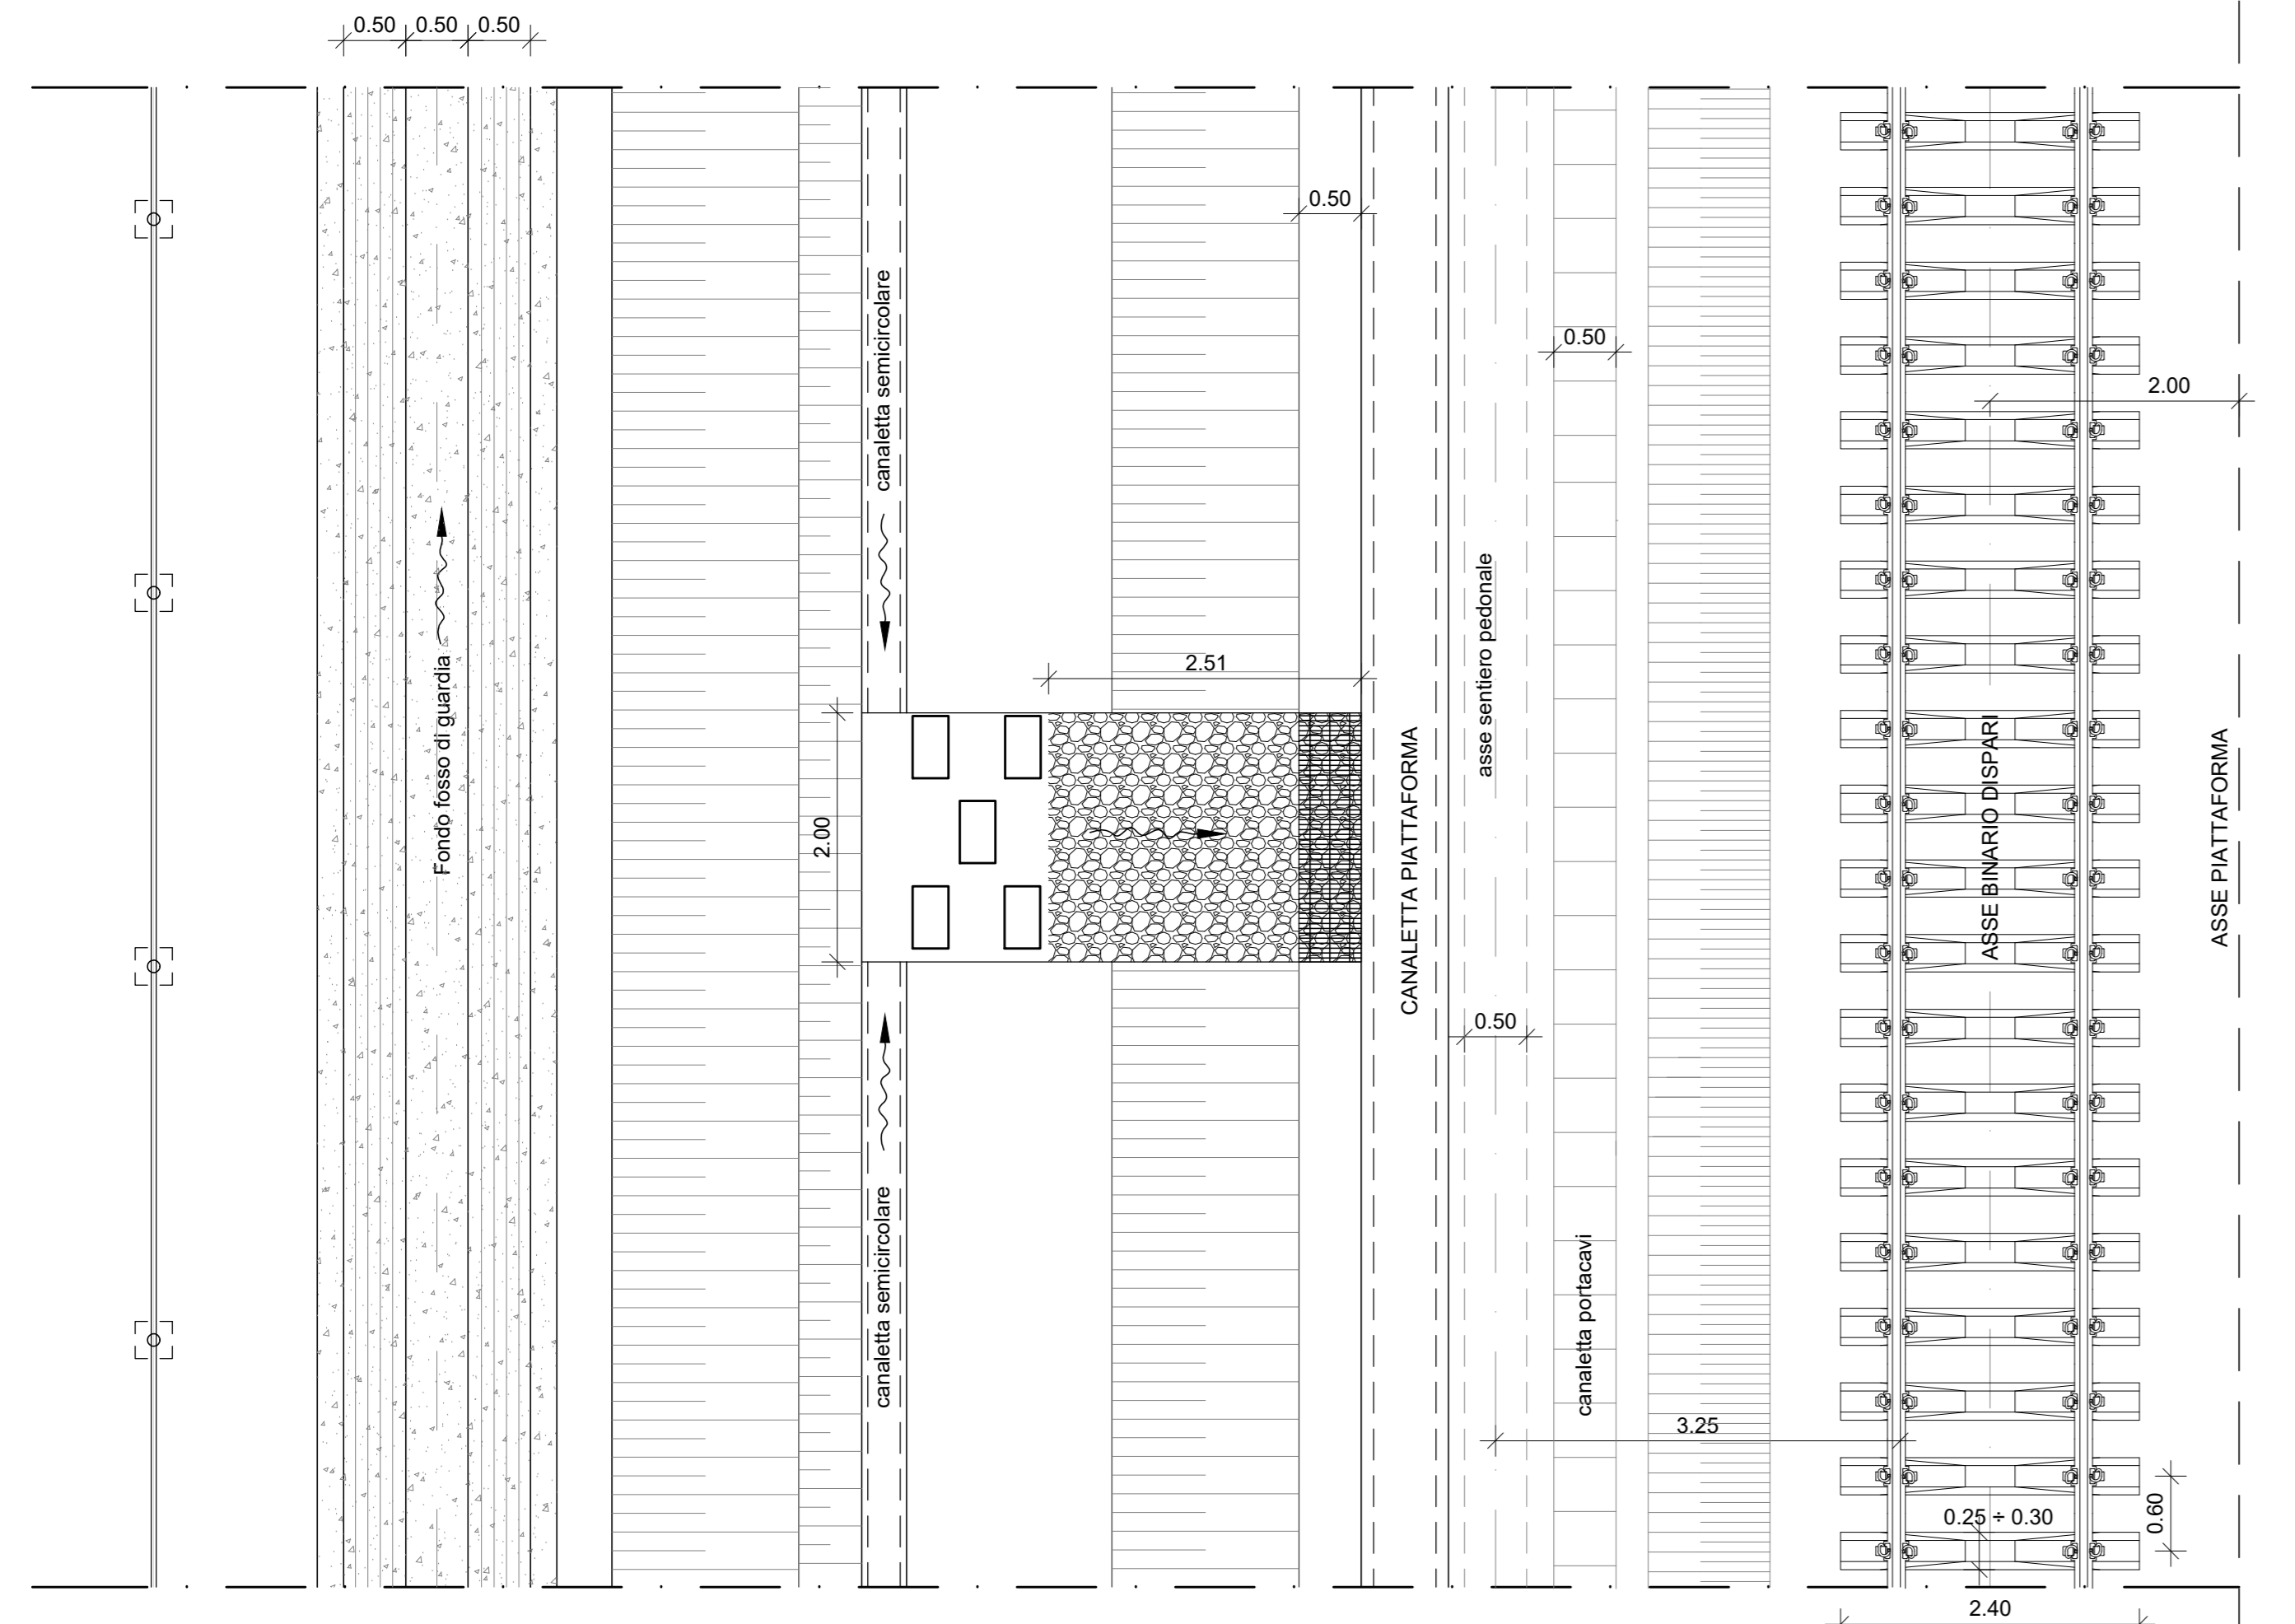 0.50 0.50 0.50
0.50
canaletta semicircolare
0.50
2.00
asse sentiero pedonale
Fondo fosso di guardia
2.51
2.00
CANALETTA PIATTAFORMA
ASSE BINARIO DISPARI
ASSE PIATTAFORMA
0.50
canaletta semicircolare
canaletta portacavi
3.25
0.60
0.25 ÷ 0.30
2.40